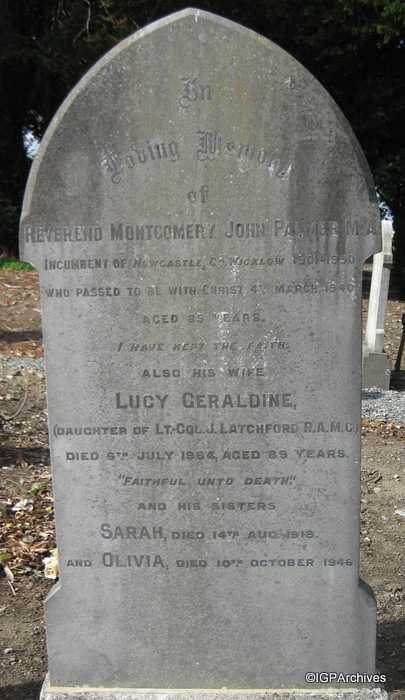 In
Loving Memory
of
REVEREND MONTGOMERY JOHN PALMER M.A.
INCUMBENT OF NEWCASTLE, CO WICKLOW 1901-1930
WHO PASSED TO BE WITH CHRIST 4TH MARCH 1940
AGED 85 YEARS.
I HAVE KEPT THE FAITH.
ALSO HIS WIFE
LUCY GERALDINE,
(DAUGHTER OF LT-COL. J. LATCHFORD R.A.M.C.)
DIED 6TH JULY 1964, AGED 89 YEARS.
"FAITHFUL UNTO DEATH."
AND HIS SISTERS
SARAH, DIED 14TH AUG. 1918.
AND OLIVIA, DIED 10TH OCTOBER 1946
©IGPArchives